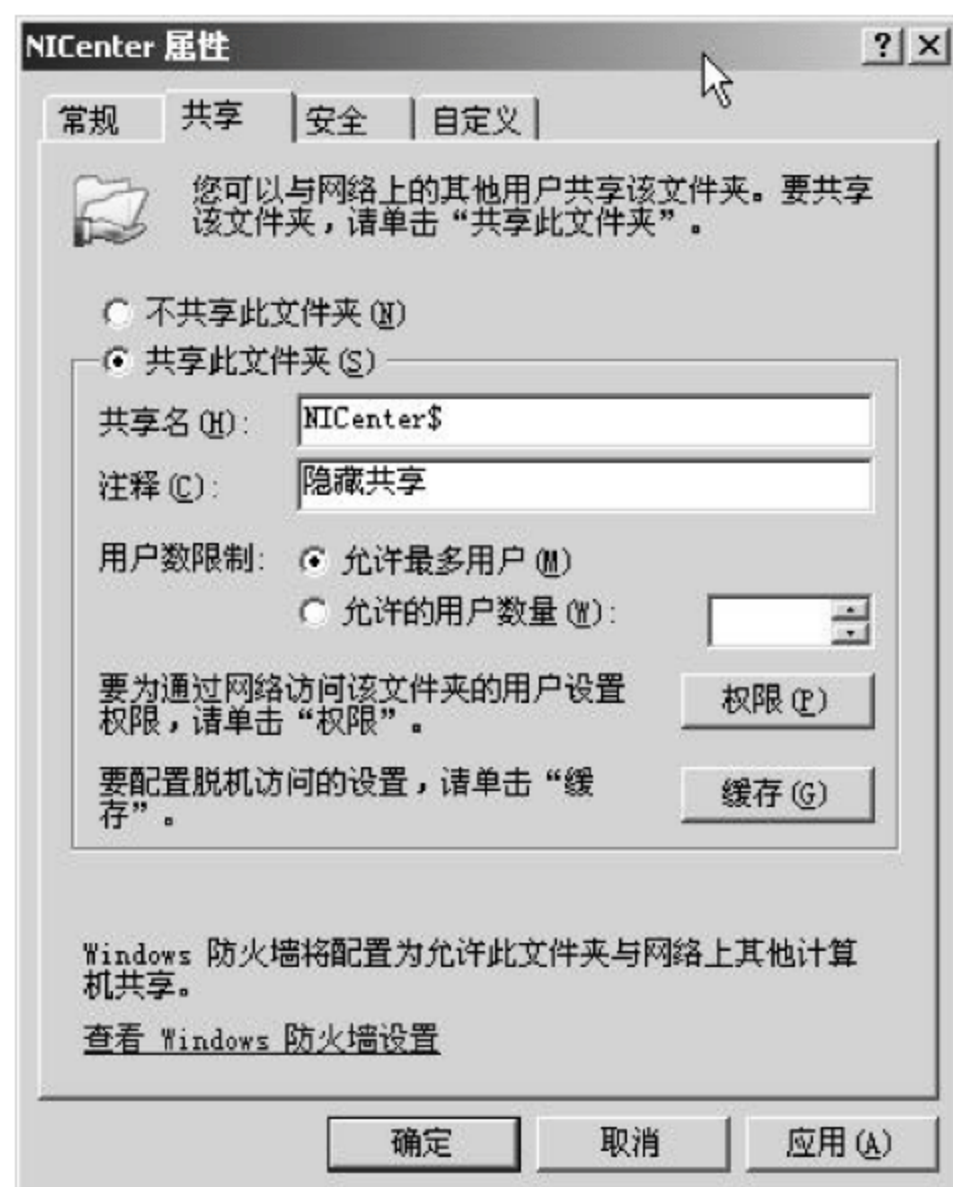 NICenter 属性
常规 共享 安全 自定义
您可以与网络上的其他用户共享该文件夹。要共享
该文件夹，请单击“共享此文件夹”。
不共享此文件夹(N)
共享此文件夹(S)
共享名(H): NICenter$
注释(C): 隐藏共享
用户数限制: 允许最多用户(M)
允许的用户数量(W):
要为通过网络访问该文件夹的用户设置
权限，请单击“权限”。
权限(P)
要配置脱机访问的设置，请单击“缓
存”。
缓存(G)
Windows 防火墙将配置为允许此文件夹与网络上其他计算
机共享。
查看 Windows 防火墙设置
确定 取消 应用(A)